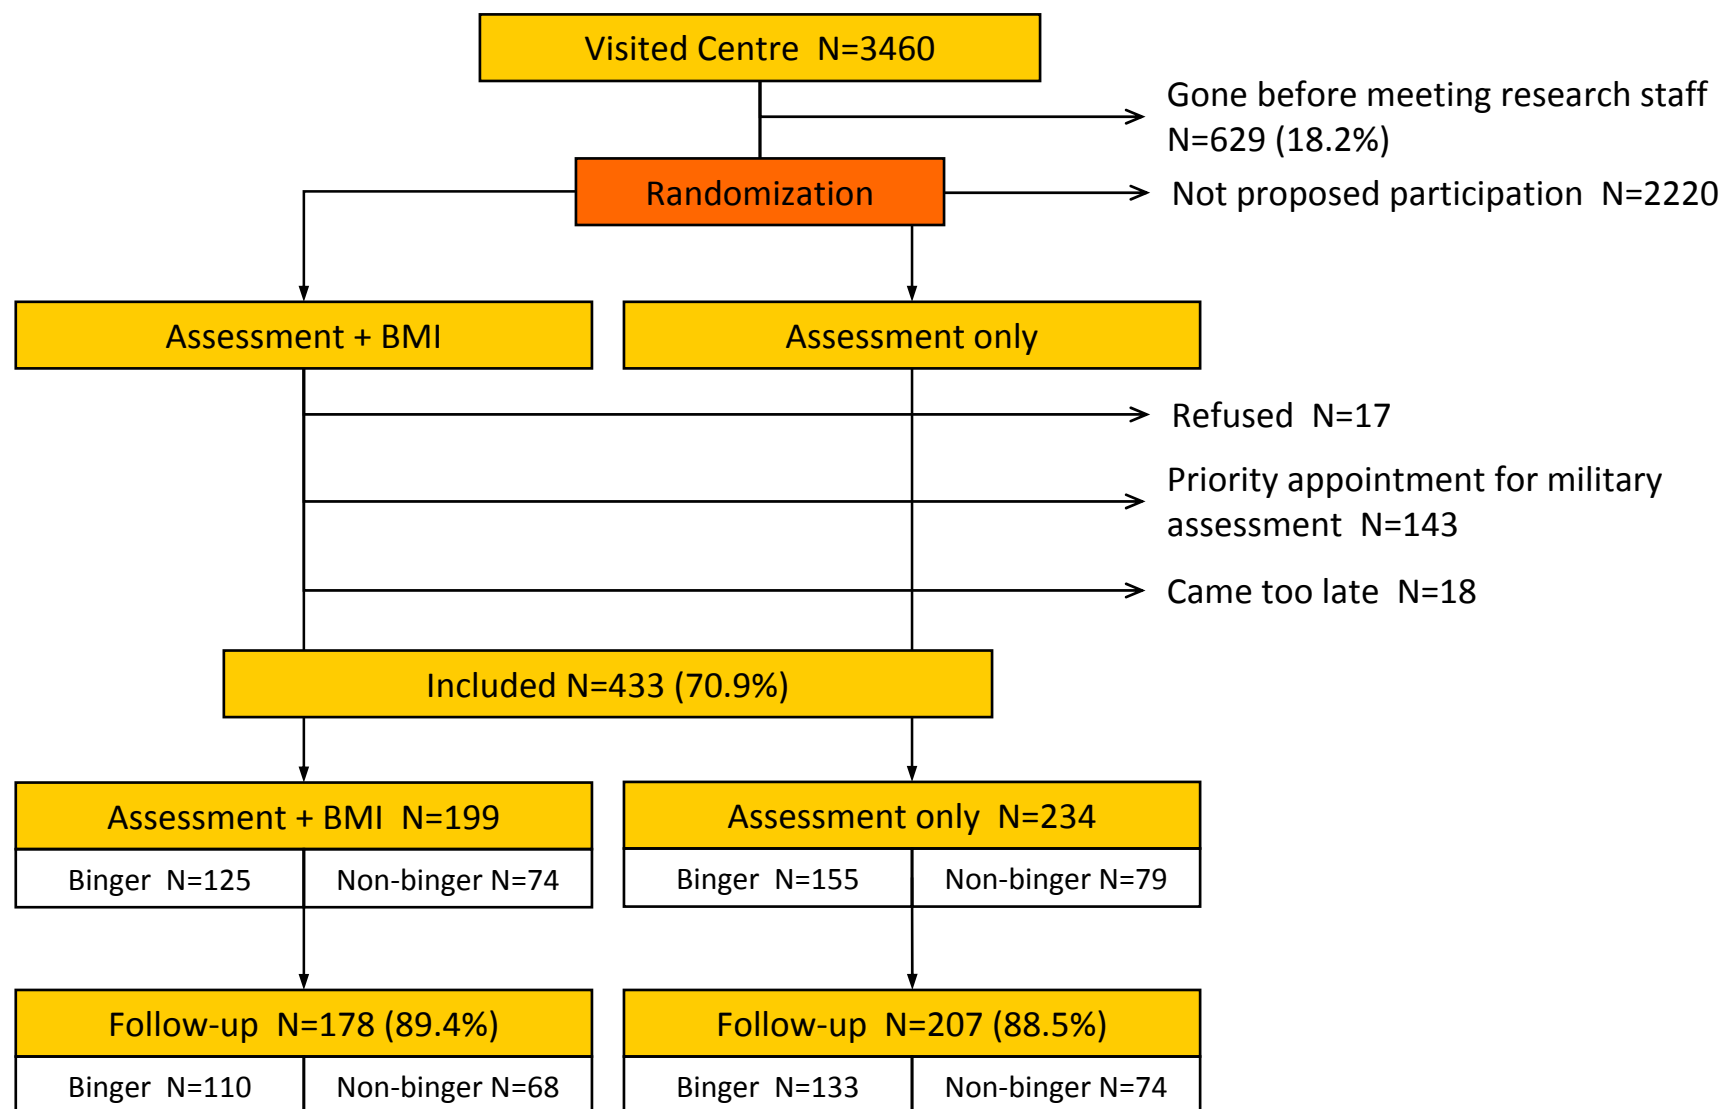 Visited Centre  N=3460
Gone before meeting research staff
N=629 (18.2%)
Randomization
Not proposed participation  N=2220
Assessment + BMI
Assessment only
Refused  N=17
Priority appointment for military
assessment  N=143
Came too late  N=18
Included N=433 (70.9%)
Assessment + BMI  N=199
Assessment only  N=234
Binger  N=125
Non-binger N=74
Binger  N=155
Non-binger N=79
Follow-up  N=178 (89.4%)
Follow-up  N=207 (88.5%)
Binger N=110
Non-binger N=68
Binger N=133
Non-binger N=74